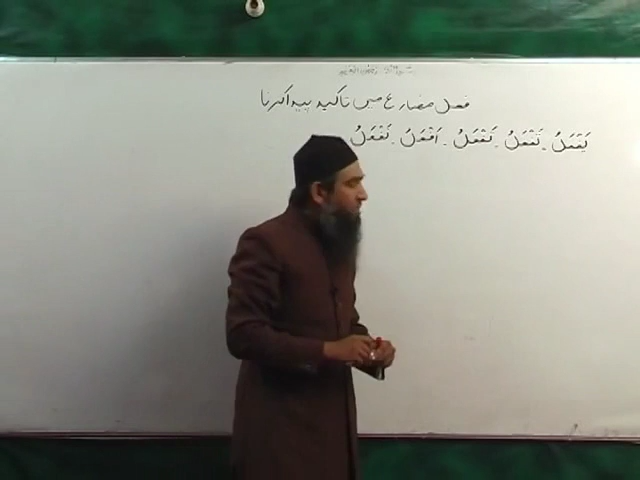 فعل مضارع میں تاکید پیدا کرنا
يَفْعَلُ ۔ تَفْعَلُ ۔ تَفْعَلُ ۔ اَفْعَلُ ۔ نَفْعَلُ